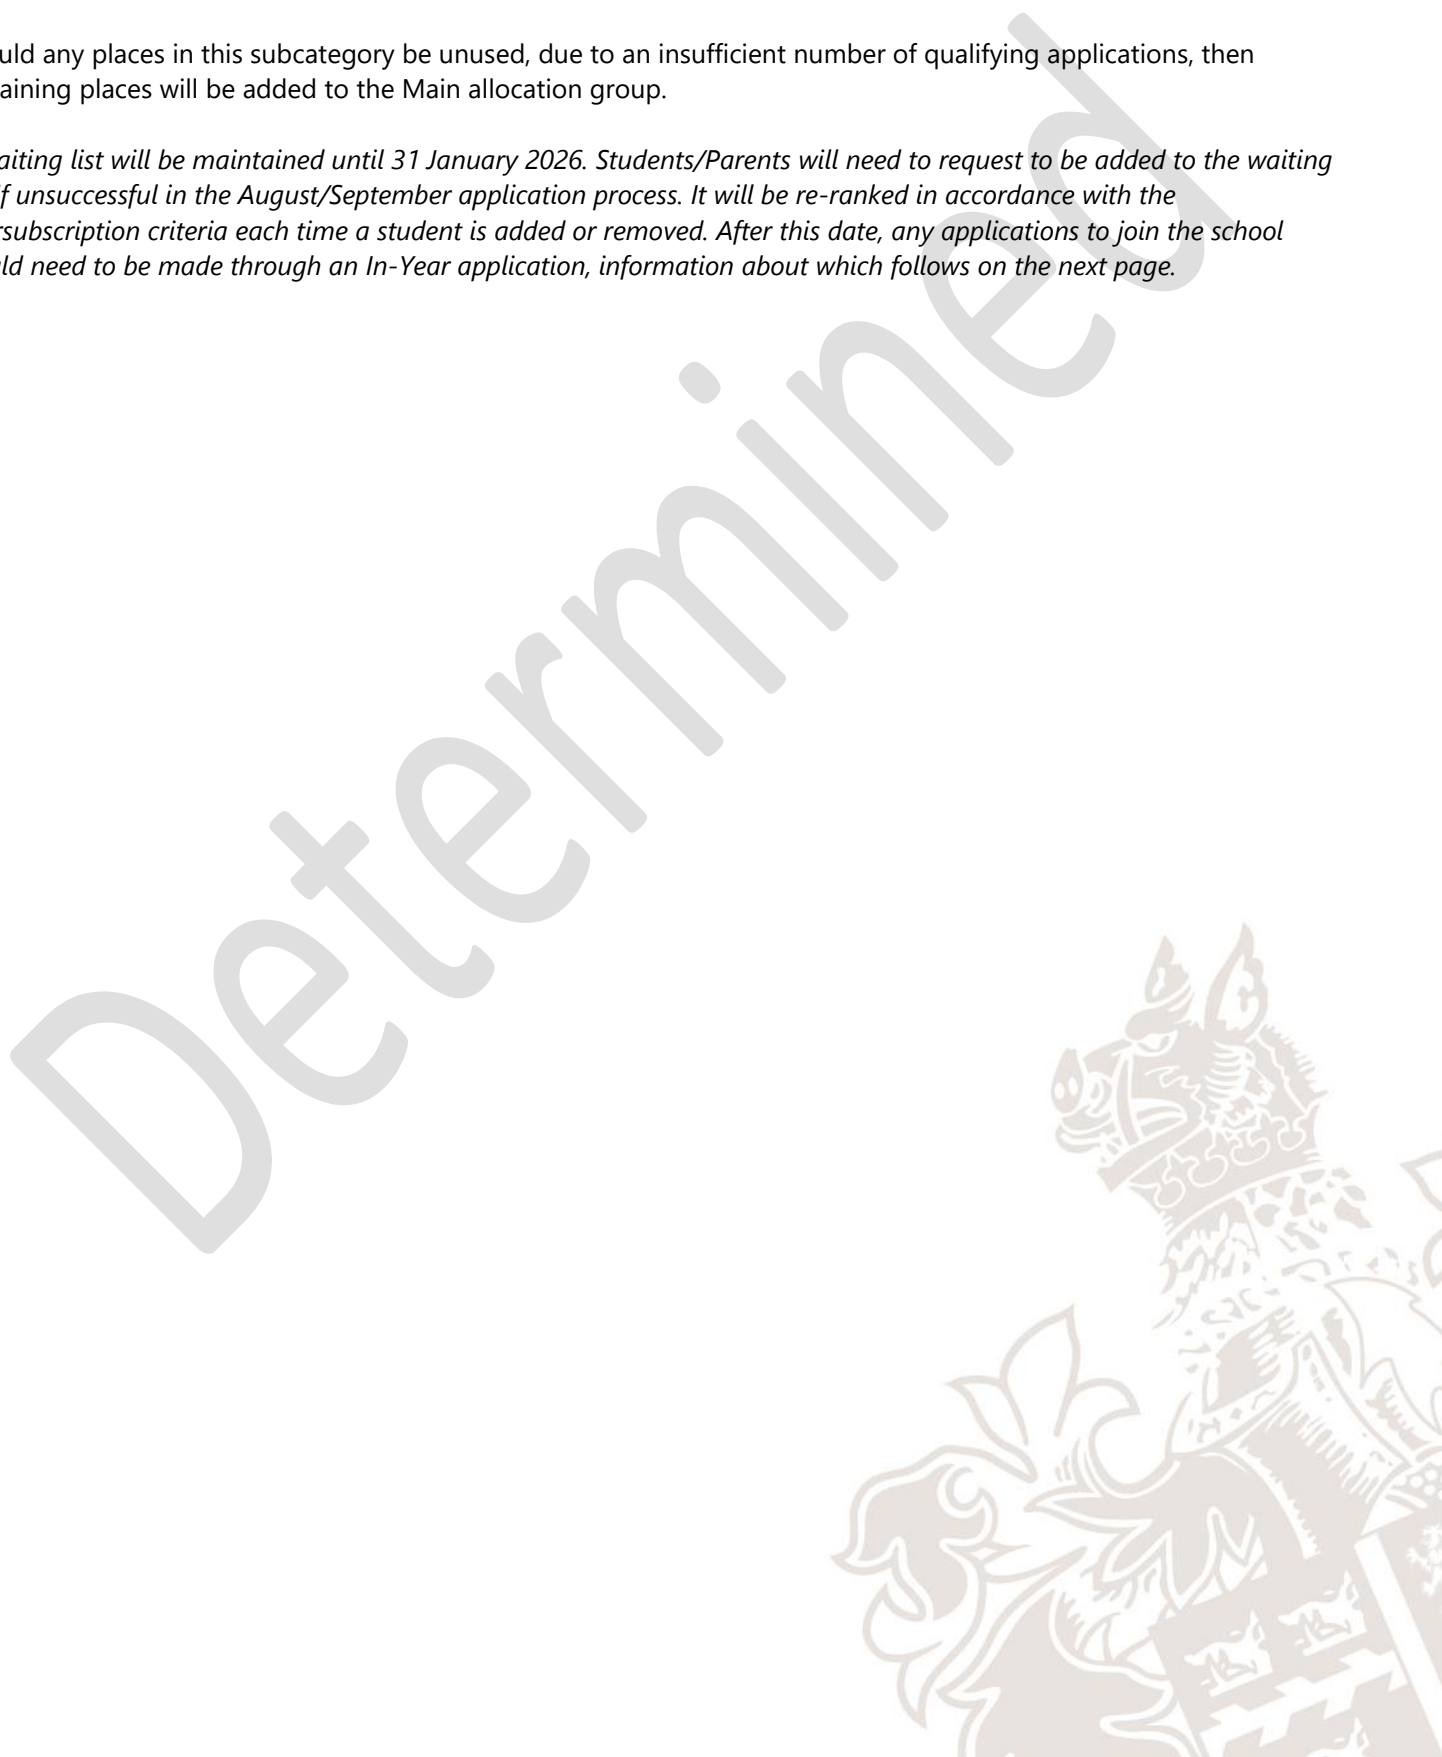 uld any places in this subcategory be unused, due to an insufficient number of qualifying applications, then
aining places will be added to the Main allocation group.
aiting list will be maintained until 31 January 2026. Students/Parents will need to request to be added to the waiting
f unsuccessful in the August/September application process. It will be re-ranked in accordance with the
rsubscription criteria each time a student is added or removed. After this date, any applications to join the school
ld need to be made through an In-Year application, information about which follows on the next page.
Determined